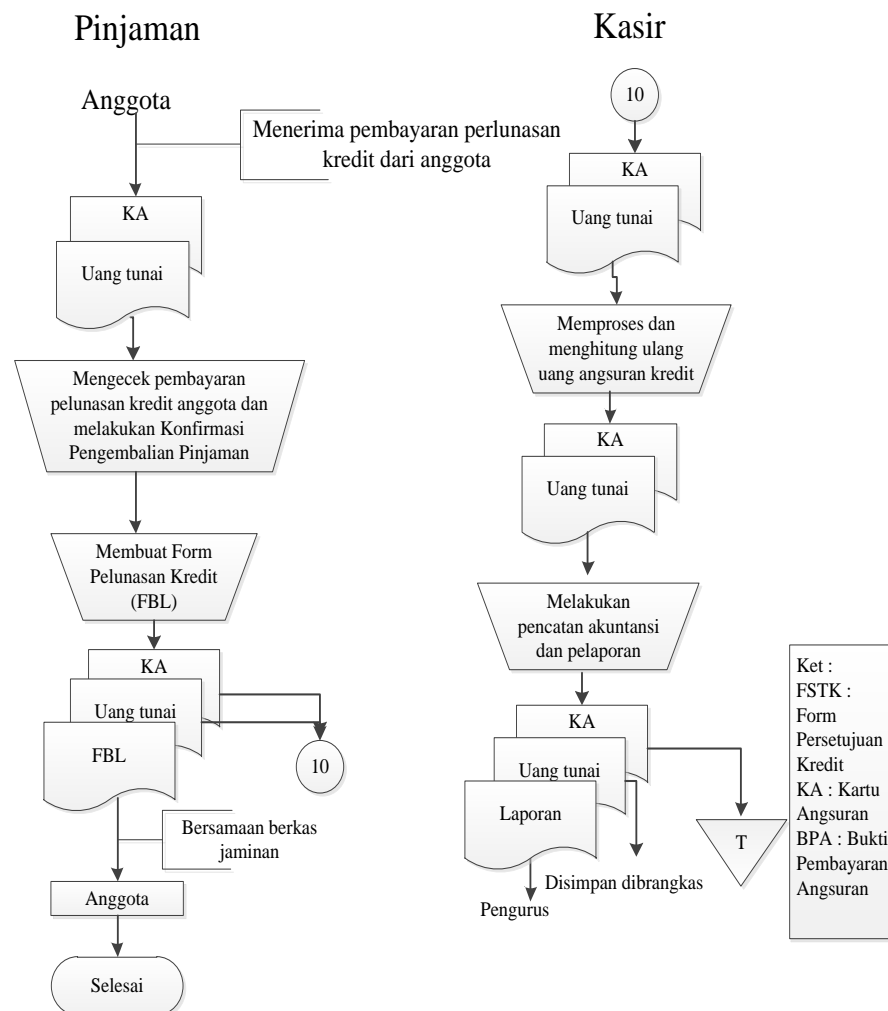 Pinjaman
Anggota
Menerima pembayaran perlunasan
kredit dari anggota
KA
Uang tunai
Mengecek pembayaran
pelunasan kredit anggota dan
melakukan Konfirmasi
Pengembalian Pinjaman
Membuat Form
Pelunasan Kredit
(FBL)
KA
Uang tunai
FBL
10
Bersamaan berkas
jaminan
Anggota
Selesai
Kasir
10
KA
Uang tunai
Memproses dan
menghitung ulang
uang angsuran kredit
KA
Uang tunai
Melakukan
pencatan akuntansi
dan pelaporan
KA
Uang tunai
Laporan
T
Disimpan dibrangkas
Pengurus
Ket :
FSTK :
Form
Persetujuan
Kredit
KA : Kartu
Angsuran
BPA : Bukti
Pembayaran
Angsuran